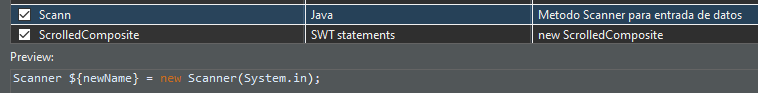 Scann Java Metodo Scanner para entrada de datos
ScrolledComposite SWT statements new ScrolledComposite
Preview:
Scanner ${newName} = new Scanner(System.in);